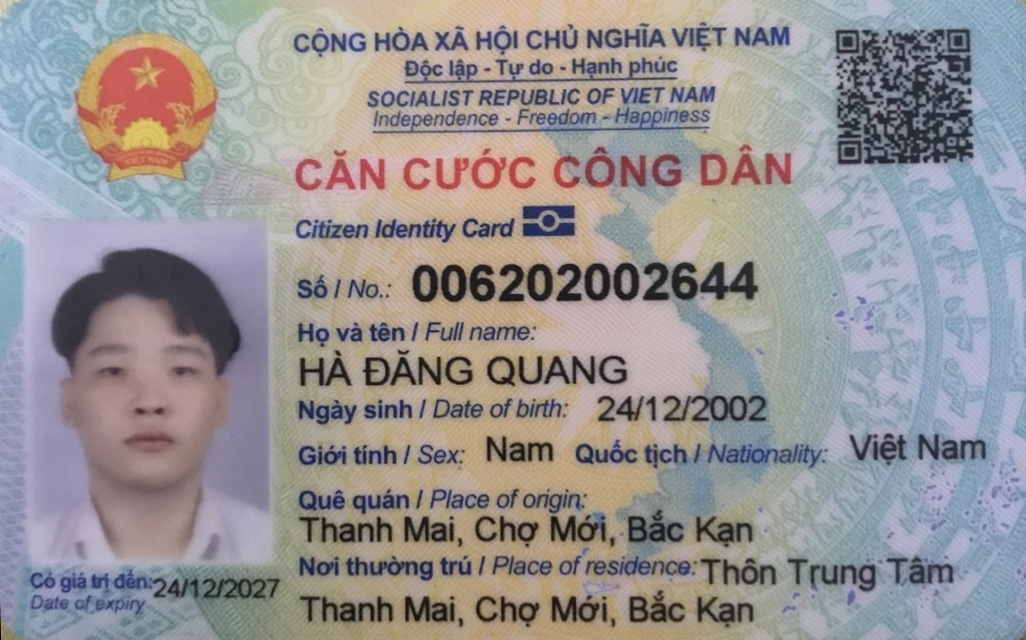 CỘNG HÒA XÃ HỘI CHỦ NGHĨA VIỆT NAM
Độc lập - Tự do - Hạnh phúc
SOCIALIST REPUBLIC OF VIET NAM
Independence - Freedom - Happiness
CĂN CƯỚC CÔNG DÂN
Citizen Identity Card
Số / No.: 006202002644
Họ và tên / Full name:
HÀ ĐĂNG QUANG
Ngày sinh / Date of birth: 24/12/2002
Giới tính / Sex: Nam Quốc tịch / Nationality: Việt Nam
Quê quán / Place of origin:
Thanh Mai, Chợ Mới, Bắc Kạn
Nơi thường trú / Place of residence: Thôn Trung Tâm
Thanh Mai, Chợ Mới, Bắc Kạn
Có giá trị đến: 24/12/2027
Date of expiry
VIỆT NAM